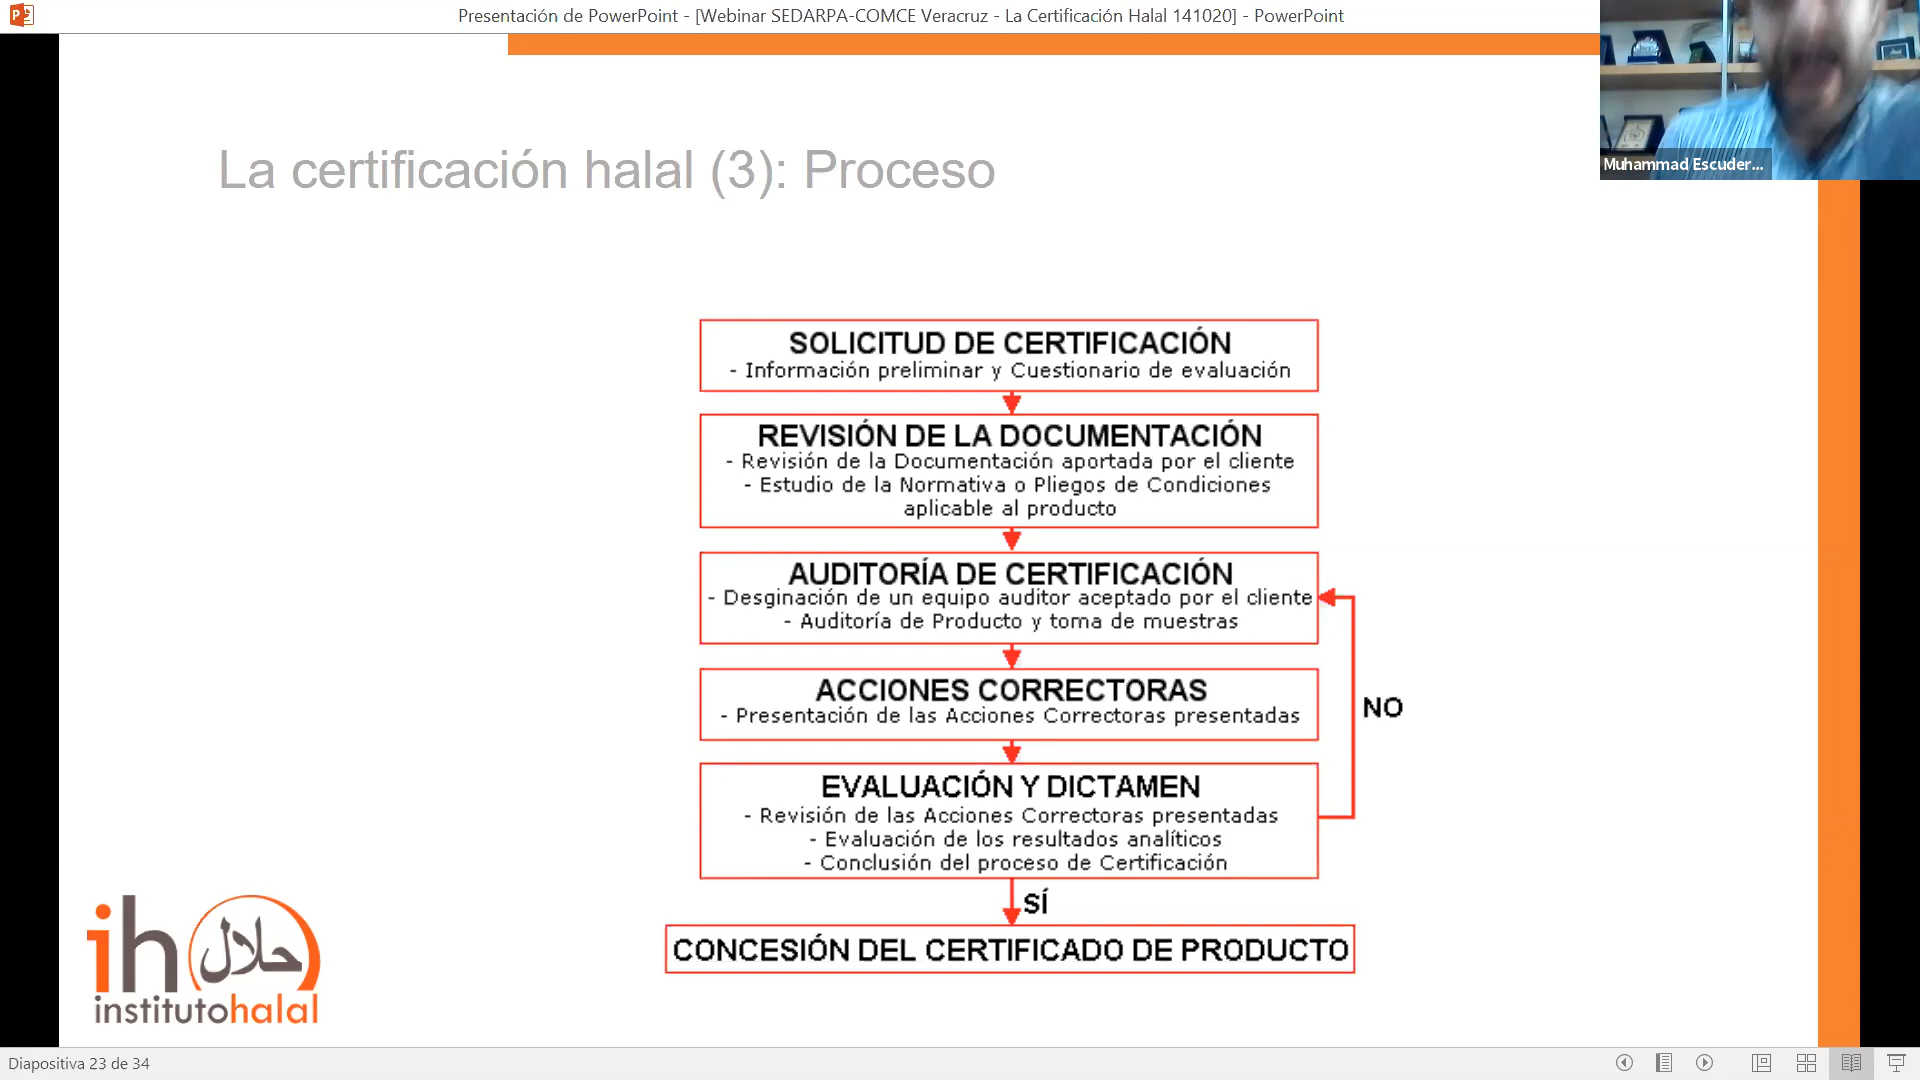 Presentación de PowerPoint - [Webinar SEDARPA-COMCE Veracruz - La Certificación Halal 141020] - PowerPoint
Muhammad Escuder...
La certificación halal (3): Proceso
SOLICITUD DE CERTIFICACIÓN
- Información preliminar y Cuestionario de evaluación
REVISIÓN DE LA DOCUMENTACIÓN
- Revisión de la Documentación aportada por el cliente
- Estudio de la Normativa o Pliegos de Condiciones
aplicable al producto
AUDITORÍA DE CERTIFICACIÓN
- Desginación de un equipo auditor aceptado por el cliente
- Auditoría de Producto y toma de muestras
ACCIONES CORRECTORAS
- Presentación de las Acciones Correctoras presentadas
NO
EVALUACIÓN Y DICTAMEN
- Revisión de las Acciones Correctoras presentadas
- Evaluación de los resultados analíticos
- Conclusión del proceso de Certificación
SÍ
CONCESIÓN DEL CERTIFICADO DE PRODUCTO
ih حلال
institutohalal
Diapositiva 23 de 34